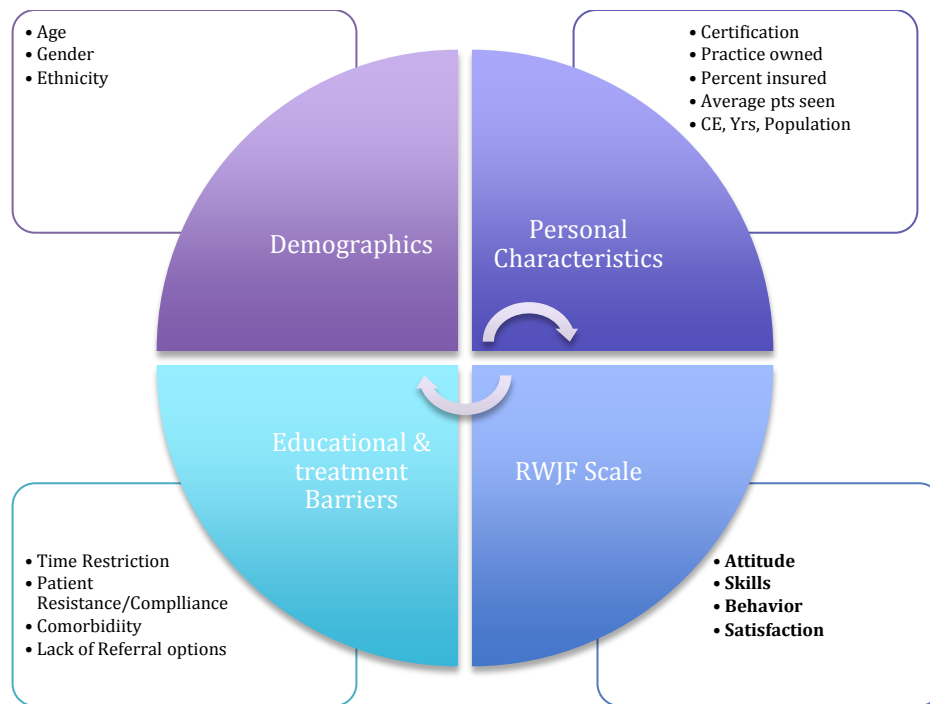 • Age
• Gender
• Ethnicity
• Certification
• Practice owned
• Percent insured
• Average pts seen
• CE, Yrs, Population
Demographics
Personal
Characteristics
Educational &
treatment
Barriers
RWJF Scale
• Time Restriction
• Patient
Resistance/Complliance
• Comorbidiity
• Lack of Referral options
• Attitude
• Skills
• Behavior
• Satisfaction